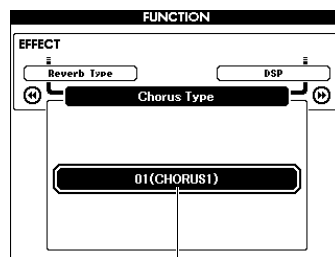 FUNCTION
EFFECT
Reverb Type
DSP
Chorus Type
01(CHORUS1)